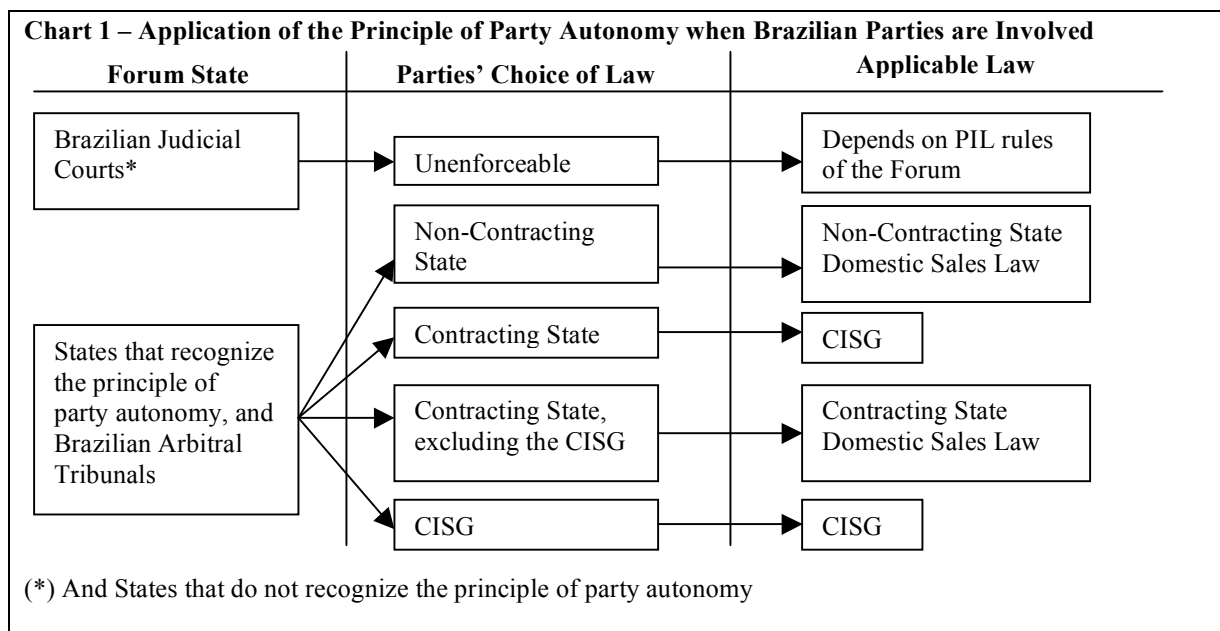 Chart 1 – Application of the Principle of Party Autonomy when Brazilian Parties are Involved
Forum State
Parties' Choice of Law
Applicable Law
Brazilian Judicial
Courts*
Unenforceable
Depends on PIL rules
of the Forum
Non-Contracting
State
Non-Contracting State
Domestic Sales Law
States that recognize
the principle of
party autonomy, and
Brazilian Arbitral
Tribunals
Contracting State
CISG
Contracting State,
excluding the CISG
Contracting State
Domestic Sales Law
CISG
CISG
(*) And States that do not recognize the principle of party autonomy